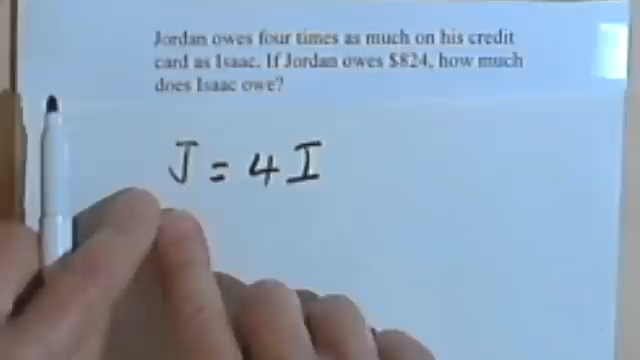 Jordan owes four times as much on his credit
card as Isaac. If Jordan owes $824, how much
does Isaac owe?
J = 4 I